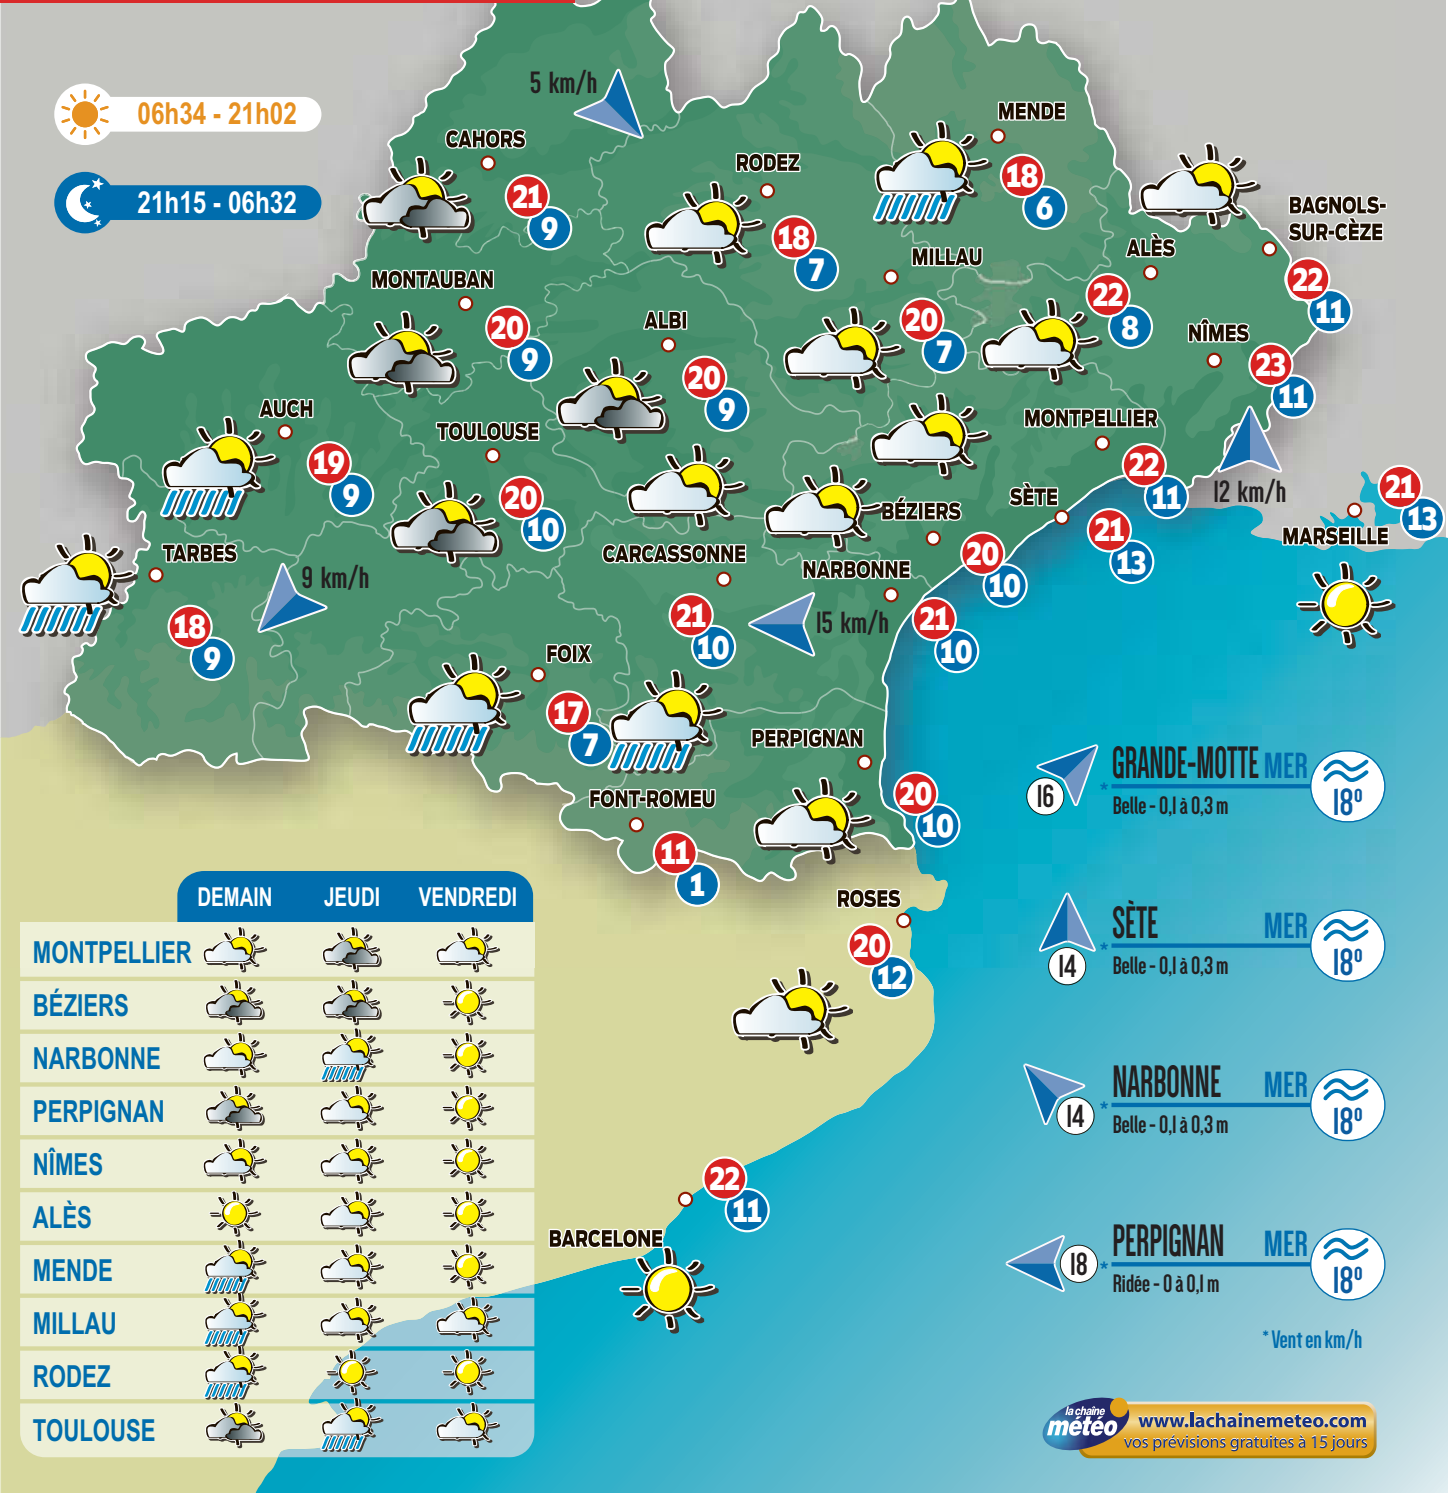 06h34 - 21h02
21h15 - 06h32
5 km/h
CAHORS
21
9
RODEZ
18
7
MENDE
18
6
BAGNOLS-
SUR-CÈZE
22
11
ALÈS
22
8
MILLAU
20
7
NÎMES
23
11
MONTAUBAN
20
9
ALBI
20
9
AUCH
19
9
TOULOUSE
20
10
MONTPELLIER
22
11
12 km/h
MARSEILLE
21
13
SÈTE
21
13
BÉZIERS
20
10
TARBES
18
9
9 km/h
CARCASSONNE
21
10
NARBONNE
21
10
15 km/h
FOIX
17
7
PERPIGNAN
20
10
FONT-ROMEU
11
1
ROSES
20
12
BARCELONE
22
11
DEMAIN JEUDI VENDREDI
MONTPELLIER
BÉZIERS
NARBONNE
PERPIGNAN
NÎMES
ALÈS
MENDE
MILLAU
RODEZ
TOULOUSE
16 * GRANDE-MOTTE MER 18º
Belle - 0,1 à 0,3 m
14 * SÈTE MER 18º
Belle - 0,1 à 0,3 m
14 * NARBONNE MER 18º
Belle - 0,1 à 0,3 m
18 * PERPIGNAN MER 18º
Ridée - 0 à 0,1 m
* Vent en km/h
la chaîne
météo
www.lachainemeteo.com
vos prévisions gratuites à 15 jours